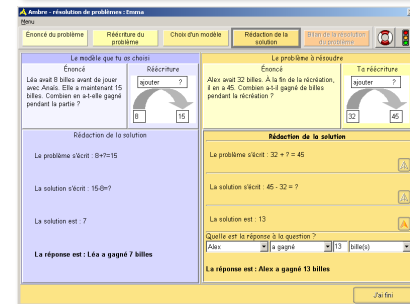 Ambre - résolution de problèmes : Emma
Menu
Énoncé du problème
Réécriture du problème
Choix d'un modèle
Rédaction de la solution
Bilan de la résolution du problème
Le modèle que tu as choisi
Énoncé
Réécriture
Léa avait 8 billes avant de jouer
avec Anaïs. Elle a maintenant 15
billes. Combien en a-t-elle gagné
pendant la partie ?
ajouter ?
8 15
Le problème à résoudre
Énoncé
Ta réécriture
Alex avait 32 billes. À la fin de la récréation,
il en a 45. Combien a-t-il gagné de billes
pendant la récréation ?
ajouter ?
32 45
Rédaction de la solution
Le problème s'écrit : 8+?=15
La solution s'écrit : 15-8=?
La solution est : 7
La réponse est : Léa a gagné 7 billes
Rédaction de la solution
Le problème s'écrit : 32 + ? = 45
La solution s'écrit : 45 - 32 = ?
La solution est : 13
Quelle est la réponse à la question ?
Alex a gagné 13 bille(s)
La réponse est : Alex a gagné 13 billes
J'ai fini